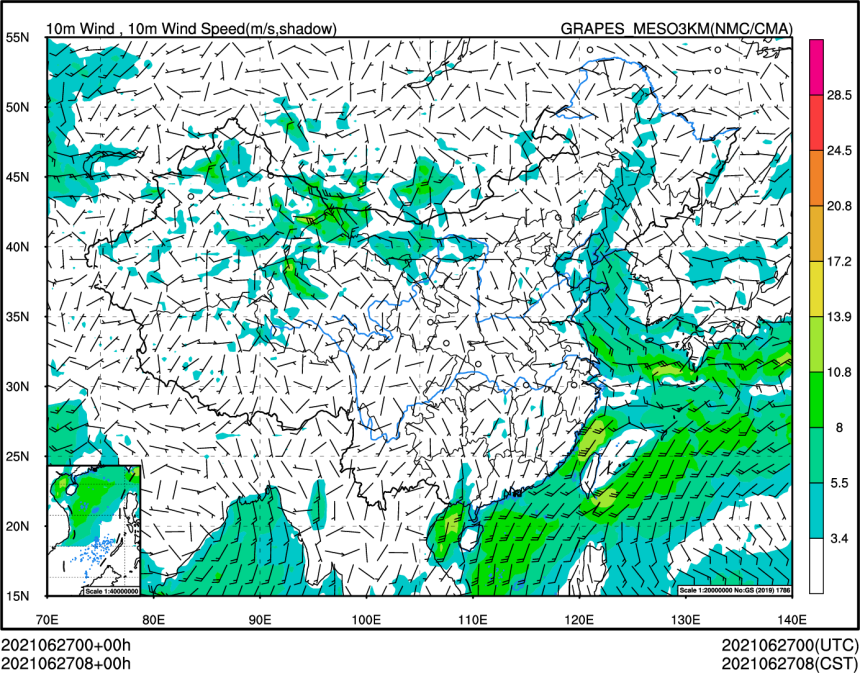 10m Wind , 10m Wind Speed(m/s,shadow) GRAPES_MESO3KM(NMC/CMA)
55N
50N
45N
40N
35N
30N
25N
20N
15N
70E 80E 90E 100E 110E 120E 130E 140E
28.5
24.5
20.8
17.2
13.9
10.8
8
5.5
3.4
Scale 1:40000000
Scale 1:20000000 No:GS (2019) 1786
2021062700+00h 2021062700(UTC)
2021062708+00h 2021062708(CST)